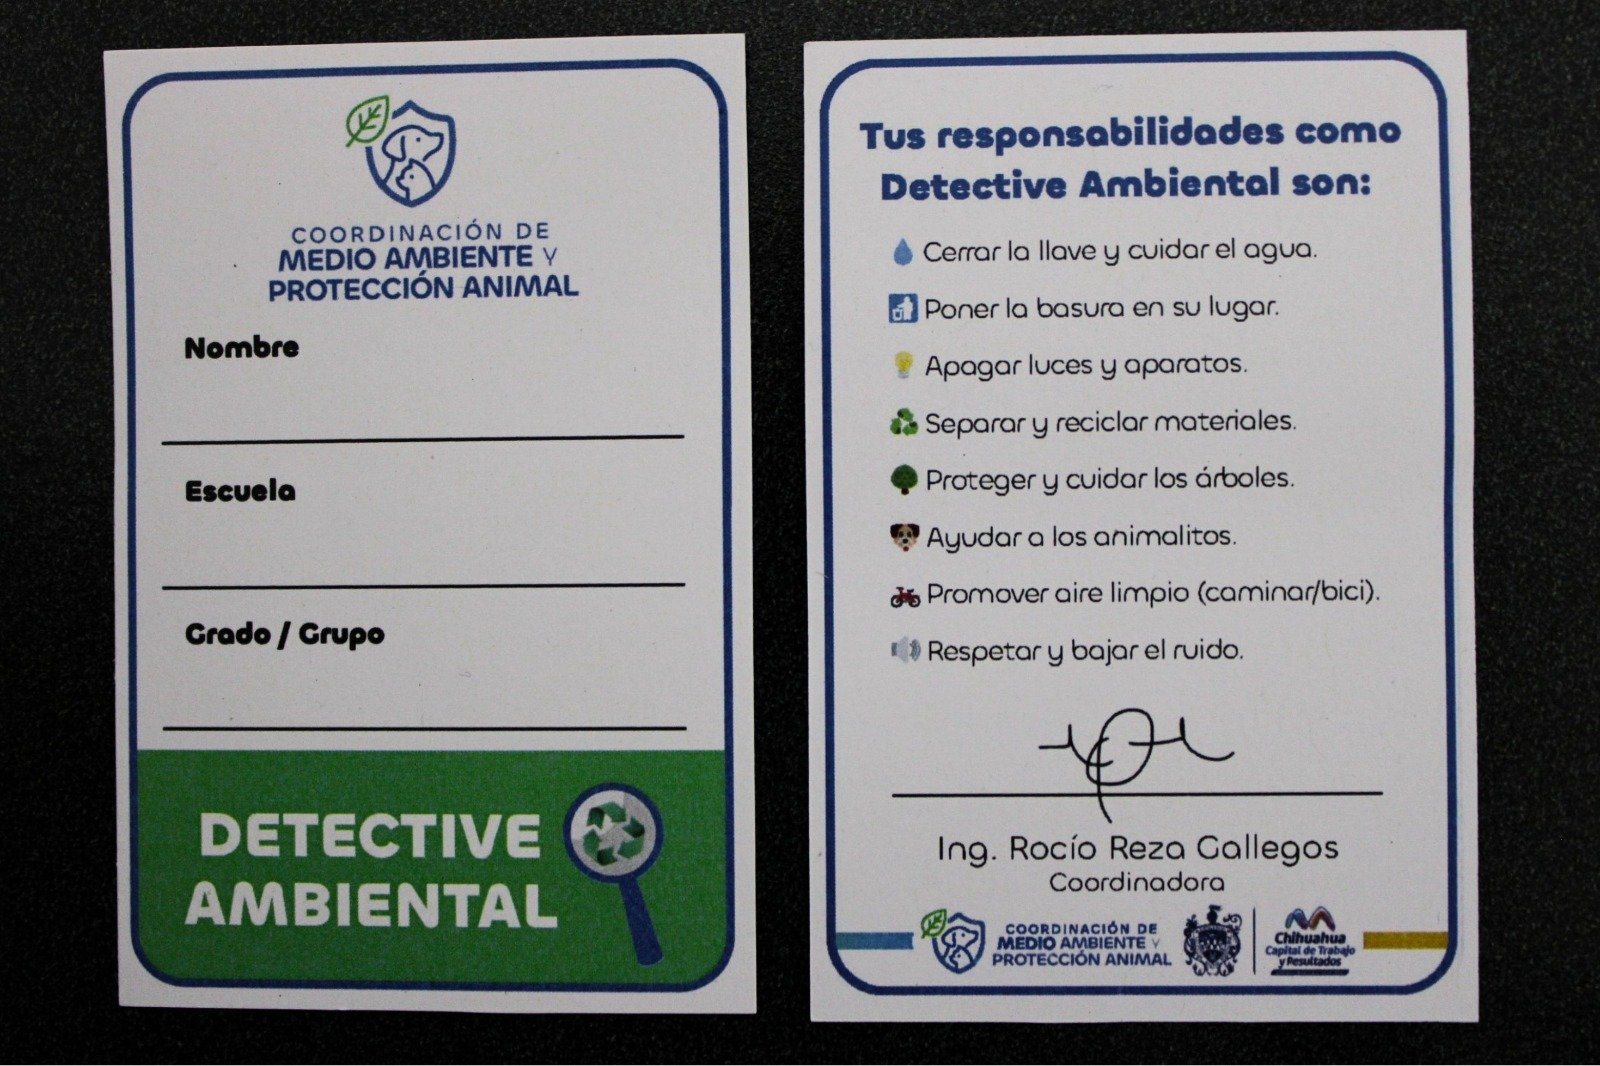 COORDINACIÓN DE
MEDIO AMBIENTE Y
PROTECCIÓN ANIMAL
Nombre
Escuela
Grado / Grupo
DETECTIVE
AMBIENTAL
Tus responsabilidades como
Detective Ambiental son:
Cerrar la llave y cuidar el agua.
Poner la basura en su lugar.
Apagar luces y aparatos.
Separar y reciclar materiales.
Proteger y cuidar los árboles.
Ayudar a los animalitos.
Promover aire limpio (caminar/bici).
Respetar y bajar el ruido.
Ing. Rocío Reza Gallegos
Coordinadora
COORDINACIÓN DE
MEDIO AMBIENTE Y
PROTECCIÓN ANIMAL
Chihuahua
Capital de Trabajo
y Resultados